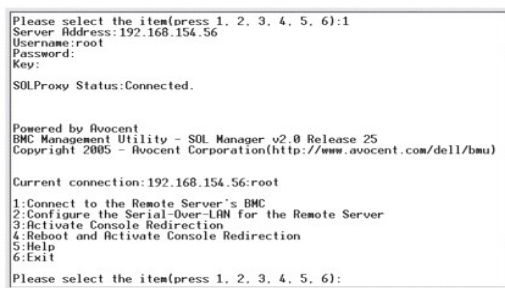 Please select the item(press 1, 2, 3, 4, 5, 6):1
Server Address:192.168.154.56
Username:root
Password:
Key:
SOLProxy Status:Connected.
Powered by Avocent
BMC Management Utility - SOL Manager v2.0 Release 25
Copyright 2005 - Avocent Corporation(http://www.avocent.com/dell/bmu)
Current connection:192.168.154.56:root
1:Connect to the Remote Server's BMC
2:Configure the Serial-Over-LAN for the Remote Server
3:Activate Console Redirection
4:Reboot and Activate Console Redirection
5:Help
6:Exit
Please select the item(press 1, 2, 3, 4, 5, 6):